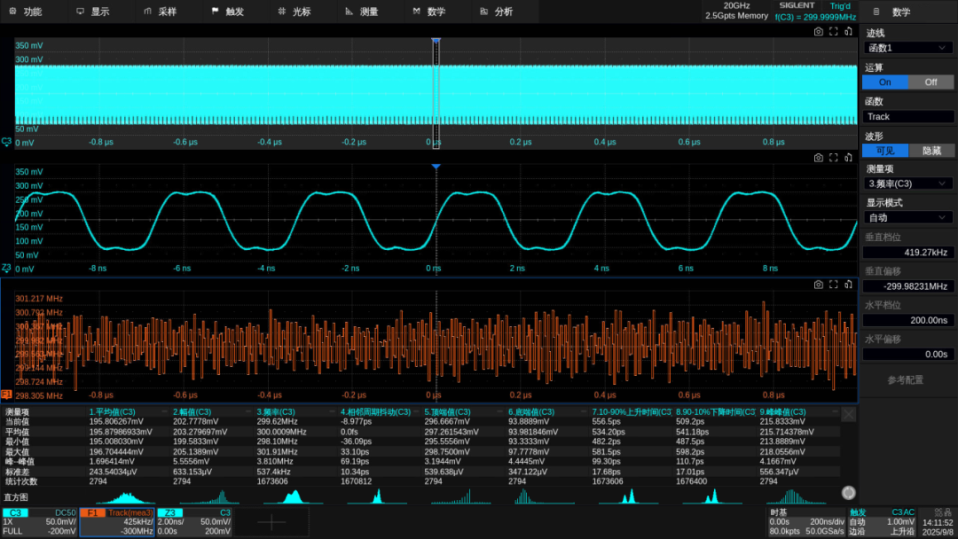 功能 显示 采样 触发 光标 测量 数学 分析
20GHz
2.5Gpts Memory
SIGLENT Trig'd
f(C3) = 299.9999MHz
数学
350 mV
300 mV
50 mV
C3 0 mV
-0.8 μs -0.6 μs -0.4 μs -0.2 μs 0 μs 0.2 μs 0.4 μs 0.6 μs 0.8 μs
350 mV
300 mV
250 mV
200 mV
150 mV
100 mV
50 mV
Z3 0 mV
-8 ns -6 ns -4 ns -2 ns 0 ns 2 ns 4 ns 6 ns 8 ns
301.217 MHz
300.792 MHz
299.144 MHz
298.724 MHz
F1 298.305 MHz
-0.8 μs -0.6 μs -0.4 μs -0.2 μs 0 μs 0.2 μs 0.4 μs 0.6 μs 0.8 μs
迹线
函数1
运算
On Off
函数
Track
波形
可见 隐藏
测量项
3.频率(C3)
显示模式
自动
垂直档位
419.27kHz
垂直偏移
-299.98231MHz
水平档位
200.00ns
水平偏移
0.00s
参考配置
测量项 1.平均值(C3) 2.幅值(C3) 3.频率(C3) 4.相邻周期抖动(C3) 5.顶端值(C3) 6.底端值(C3) 7.10-90%上升时间(C3 8.90-10%下降时间(C3 9.峰峰值(C3)
当前值 195.806267mV 202.7778mV 299.62MHz -8.977ps 296.6667mV 93.8889mV 556.5ps 509.2ps 215.8333mV
平均值 195.87986933mV 203.279697mV 300.0009MHz 0.0fs 297.261543mV 93.981846mV 534.20ps 541.18ps 215.714378mV
最小值 195.008030mV 199.5833mV 298.10MHz -36.09ps 295.5556mV 93.3333mV 482.2ps 487.5ps 213.8889mV
最大值 196.704444mV 205.1389mV 301.91MHz 33.10ps 298.7500mV 97.7778mV 581.5ps 598.2ps 218.0556mV
峰-峰值 1.696414mV 5.5556mV 3.810MHz 69.19ps 3.1944mV 4.4445mV 99.30ps 110.7ps 4.1667mV
标准差 243.54034μV 631.153μV 537.4kHz 10.34ps 539.638μV 347.122μV 17.68ps 17.01ps 556.347μV
统计次数 2794 2794 1673606 1670812 2794 2794 1673606 1676400 2794
直方图
C3 DC50
1X 50.0mV/
FULL -200mV
F1 Track(mea3)
425kHz/
-300MHz
Z3 C3
2.00ns/ 50.0mV/
0.00s 200mV
时基
0.00s 200ns/div
80.0kpts 50.0GSa/s
触发 C3 AC
自动 1.00mV
边沿 上升沿
14:11:52
2025/9/8